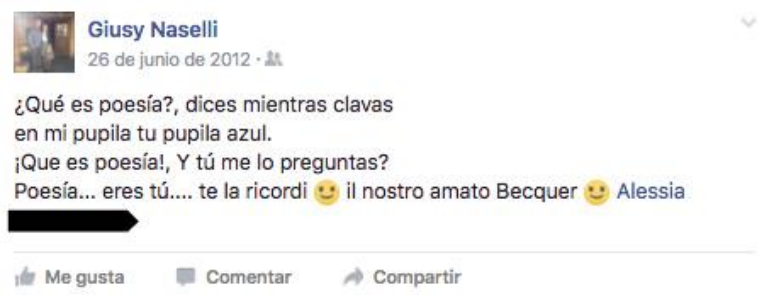 Giusy Naselli
26 de junio de 2012 ·
¿Qué es poesía?, dices mientras clavas
en mi pupila tu pupila azul.
¡Que es poesía!, Y tú me lo preguntas?
Poesía... eres tú.... te la ricordi 🙂 il nostro amato Becquer 🙂 Alessia
Me gusta Comentar Compartir